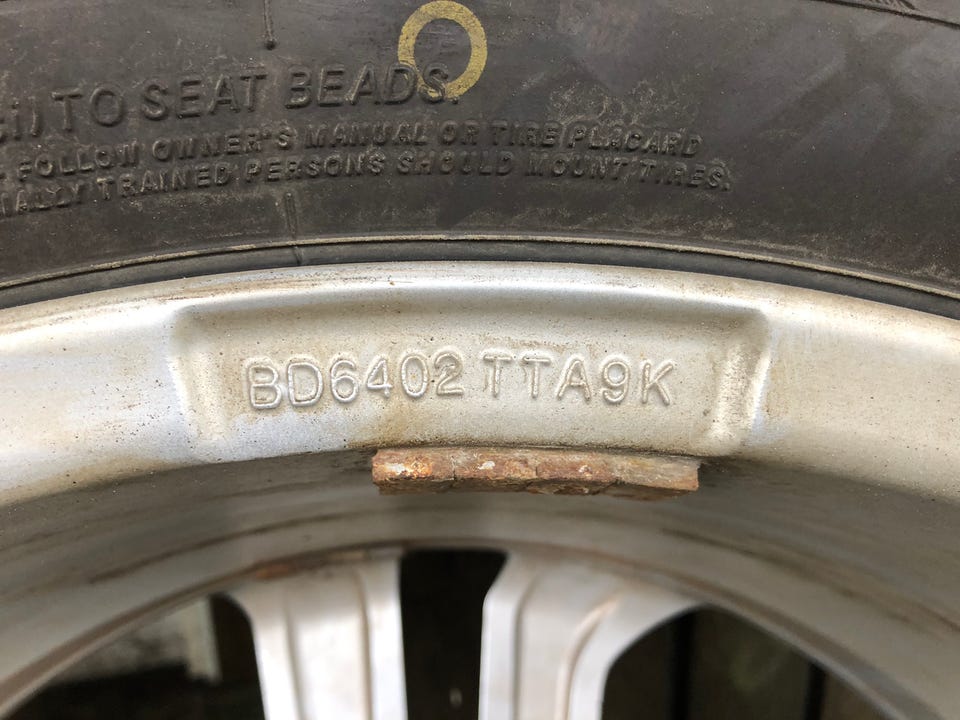 TO SEAT BEADS.
FOLLOW OWNER'S MANUAL OR TIRE PLACARD
TRAINED PERSONS SHOULD MOUNT TIRES.
BD6402 TTA9K